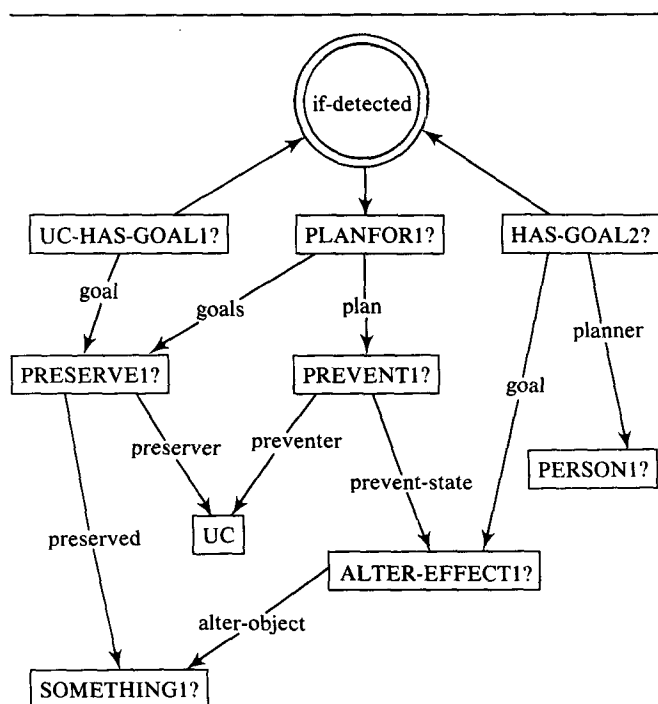 if-detected
UC-HAS-GOAL1?
PLANFOR1?
HAS-GOAL2?
goal
goals
plan
planner
PRESERVE1?
PREVENT1?
goal
preserver
preventer
PERSON1?
prevent-state
preserved
UC
ALTER-EFFECT1?
alter-object
SOMETHING1?